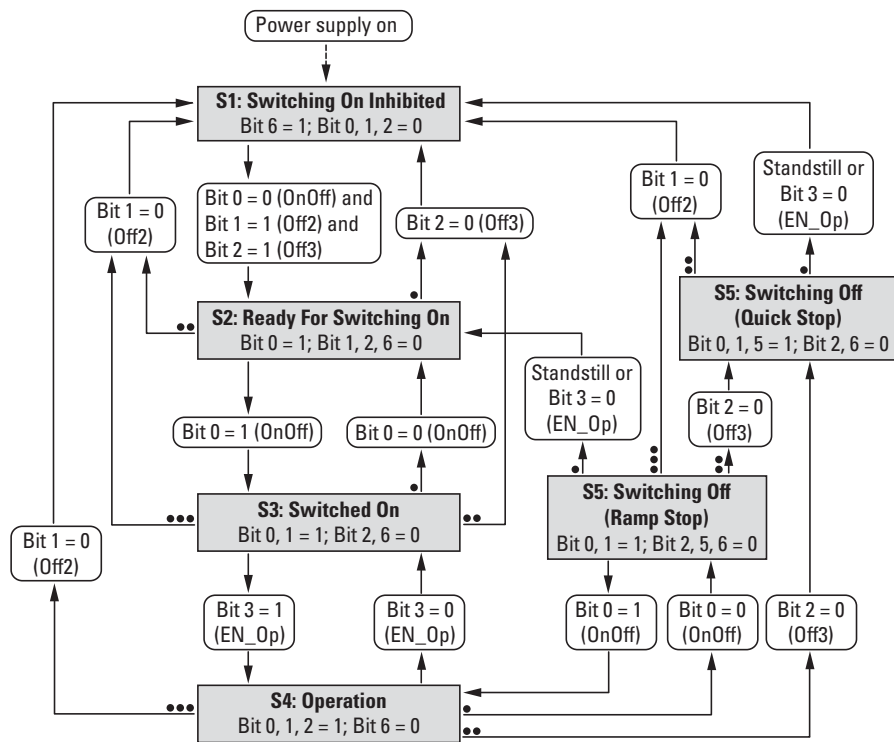 Power supply on
S1: Switching On Inhibited
Bit 6 = 1; Bit 0, 1, 2 = 0
Bit 1 = 0
(Off2)
Bit 0 = 0 (OnOff) and
Bit 1 = 1 (Off2) and
Bit 2 = 1 (Off3)
Bit 2 = 0 (Off3)
Bit 1 = 0
(Off2)
Standstill or
Bit 3 = 0
(EN_Op)
S2: Ready For Switching On
Bit 0 = 1; Bit 1, 2, 6 = 0
S5: Switching Off
(Quick Stop)
Bit 0, 1, 5 = 1; Bit 2, 6 = 0
Bit 0 = 1 (OnOff)
Bit 0 = 0 (OnOff)
Standstill or
Bit 3 = 0
(EN_Op)
Bit 2 = 0
(Off3)
S3: Switched On
Bit 0, 1 = 1; Bit 2, 6 = 0
S5: Switching Off
(Ramp Stop)
Bit 0, 1 = 1; Bit 2, 5, 6 = 0
Bit 1 = 0
(Off2)
Bit 3 = 1
(EN_Op)
Bit 3 = 0
(EN_Op)
Bit 0 = 1
(OnOff)
Bit 0 = 0
(OnOff)
Bit 2 = 0
(Off3)
S4: Operation
Bit 0, 1, 2 = 1; Bit 6 = 0